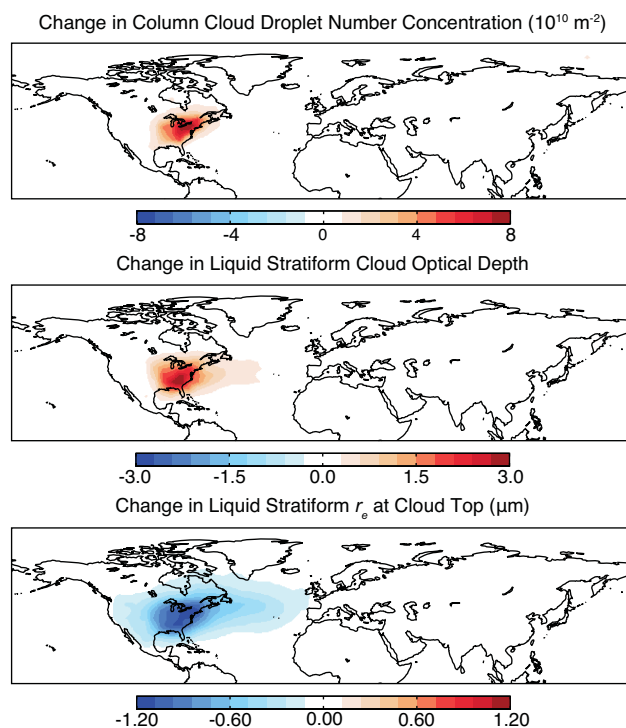 Change in Column Cloud Droplet Number Concentration (10¹⁰ m⁻²)
-8 -4 0 4 8
Change in Liquid Stratiform Cloud Optical Depth
-3.0 -1.5 0.0 1.5 3.0
Change in Liquid Stratiform rₑ at Cloud Top (μm)
-1.20 -0.60 0.00 0.60 1.20